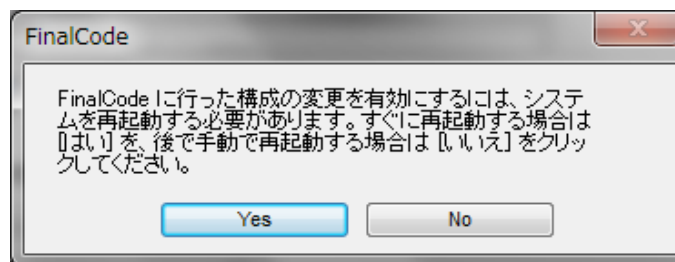 FinalCode
FinalCode に行った構成の変更を有効にするには、システ
ムを再起動する必要があります。すぐに再起動する場合は
[はい] を、後で手動で再起動する場合は [いいえ] をクリッ
クしてください。
Yes
No